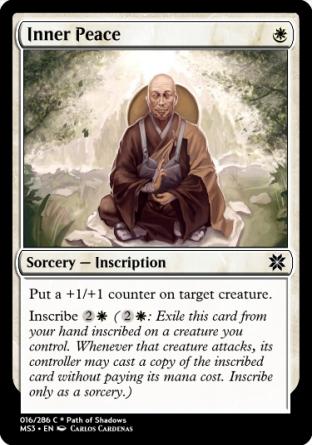 Inner Peace
Sorcery — Inscription
Put a +1/+1 counter on target creature.
Inscribe 2 ( 2 : Exile this card from
your hand inscribed on a creature you
control. Whenever that creature attacks, its
controller may cast a copy of the inscribed
card without paying its mana cost. Inscribe
only as a sorcery.)
016/286 C * Path of Shadows
MS3 • EN Carlos Cardenas